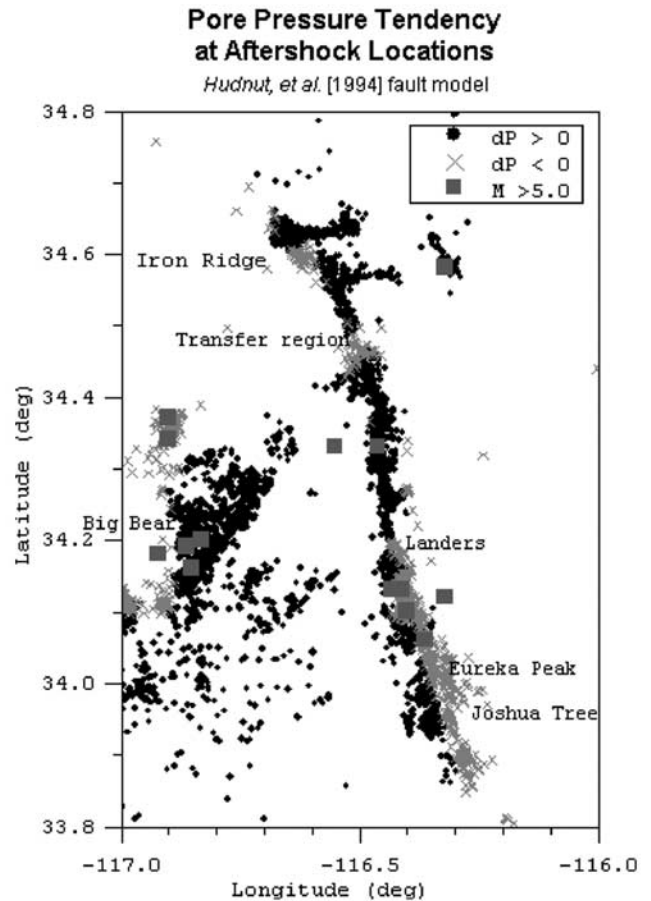 Pore Pressure Tendency
at Aftershock Locations
Hudnut, et al. [1994] fault model
34.8
dP > 0
dP < 0
M >5.0
34.6
Iron Ridge
Transfer region
34.4
Latitude (deg)
Big Bear
34.2
Landers
Eureka Peak
34.0
Joshua Tree
33.8
-117.0
-116.5
-116.0
Longitude (deg)